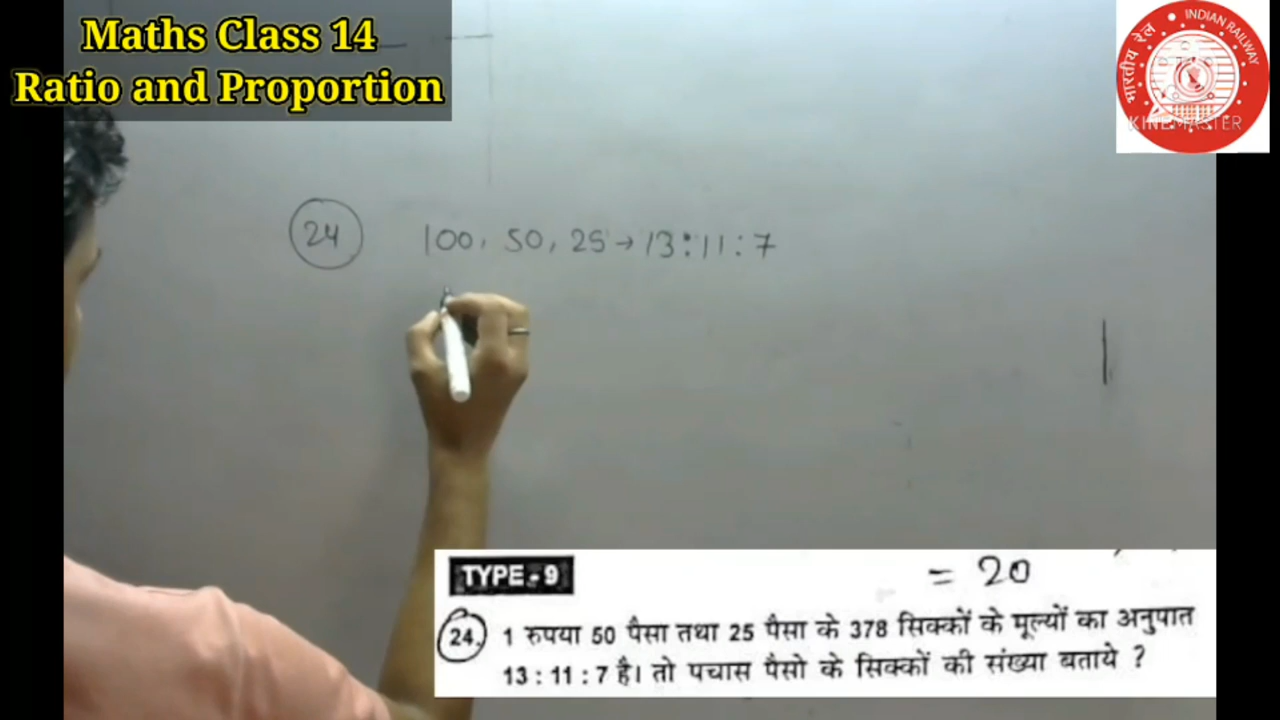 Maths Class 14
Ratio and Proportion
भारतीय रेल INDIAN RAILWAY
KINEMASTER
24 100, 50, 25 → 13 : 11 : 7
TYPE - 9
= 20
24. 1 रुपया 50 पैसा तथा 25 पैसा के 378 सिक्कों के मूल्यों का अनुपात
13 : 11 : 7 है। तो पचास पैसो के सिक्कों की संख्या बताये ?